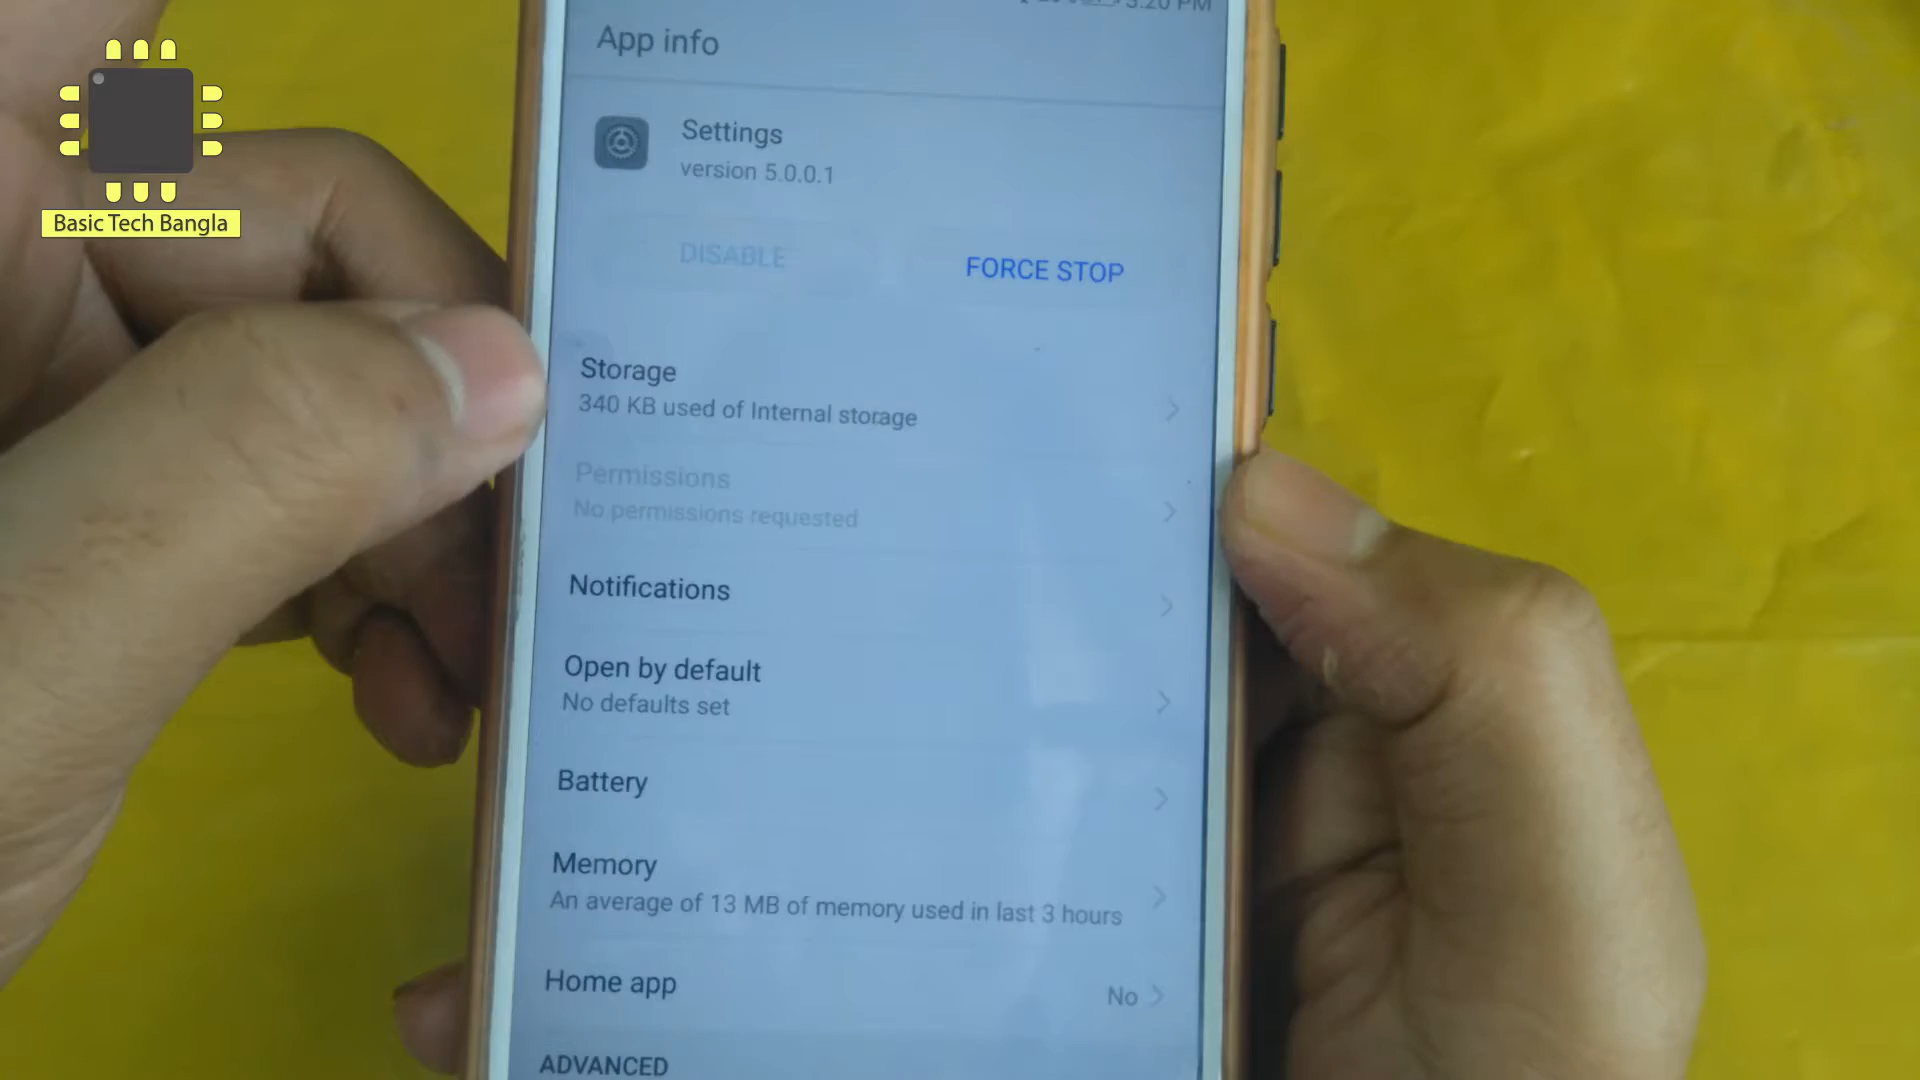 App info
Basic Tech Bangla
Settings
version 5.0.0.1
DISABLE
FORCE STOP
Storage
340 KB used of Internal storage
Permissions
No permissions requested
Notifications
Open by default
No defaults set
Battery
Memory
An average of 13 MB of memory used in last 3 hours
Home app
No
ADVANCED